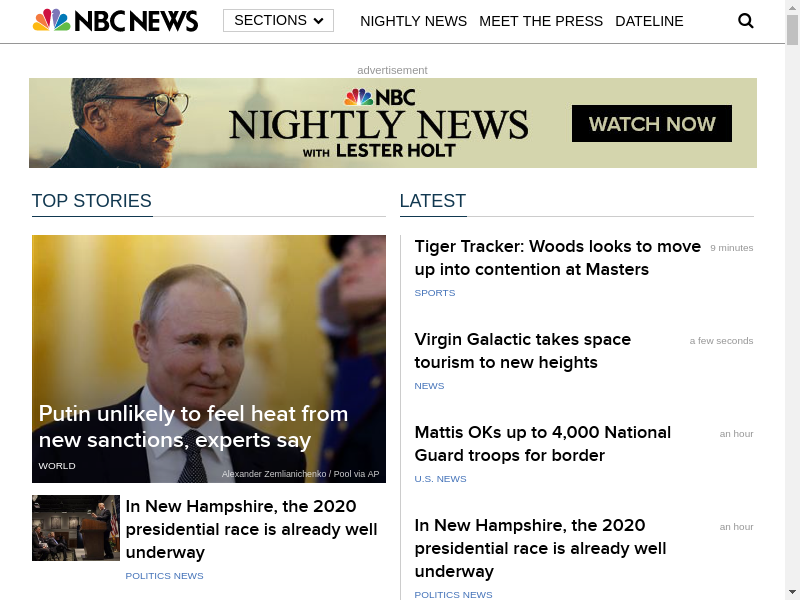 NBC NEWS
SECTIONS
NIGHTLY NEWS
MEET THE PRESS
DATELINE
advertisement
NBC
NIGHTLY NEWS
WITH LESTER HOLT
WATCH NOW
TOP STORIES
Putin unlikely to feel heat from
new sanctions, experts say
WORLD
Alexander Zemlianichenko / Pool via AP
In New Hampshire, the 2020
presidential race is already well
underway
POLITICS NEWS
LATEST
Tiger Tracker: Woods looks to move
up into contention at Masters
9 minutes
SPORTS
Virgin Galactic takes space
tourism to new heights
a few seconds
NEWS
Mattis OKs up to 4,000 National
Guard troops for border
an hour
U.S. NEWS
In New Hampshire, the 2020
presidential race is already well
underway
an hour
POLITICS NEWS